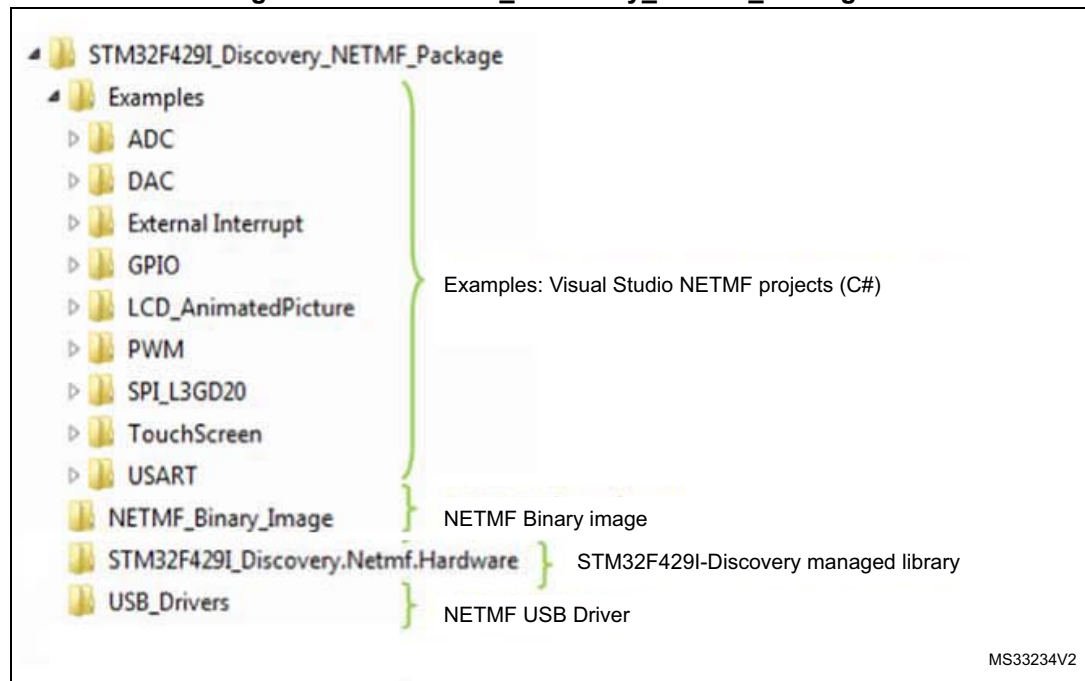 STM32F429I_Discovery_NETMF_Package
Examples
ADC
DAC
External Interrupt
GPIO
Examples: Visual Studio NETMF projects (C#)
LCD_AnimatedPicture
PWM
SPI_L3GD20
TouchScreen
USART
NETMF_Binary_Image NETMF Binary image
STM32F429I_Discovery.Netmf.Hardware STM32F429I-Discovery managed library
USB_Drivers NETMF USB Driver
MS33234V2